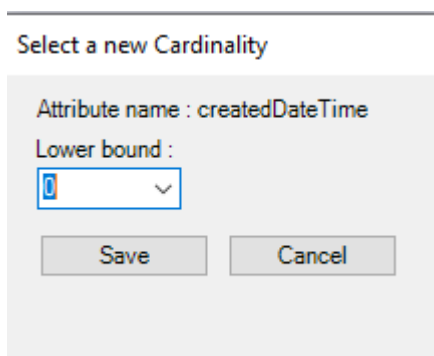 Select a new Cardinality
Attribute name : createdDateTime
Lower bound :
0
Save Cancel